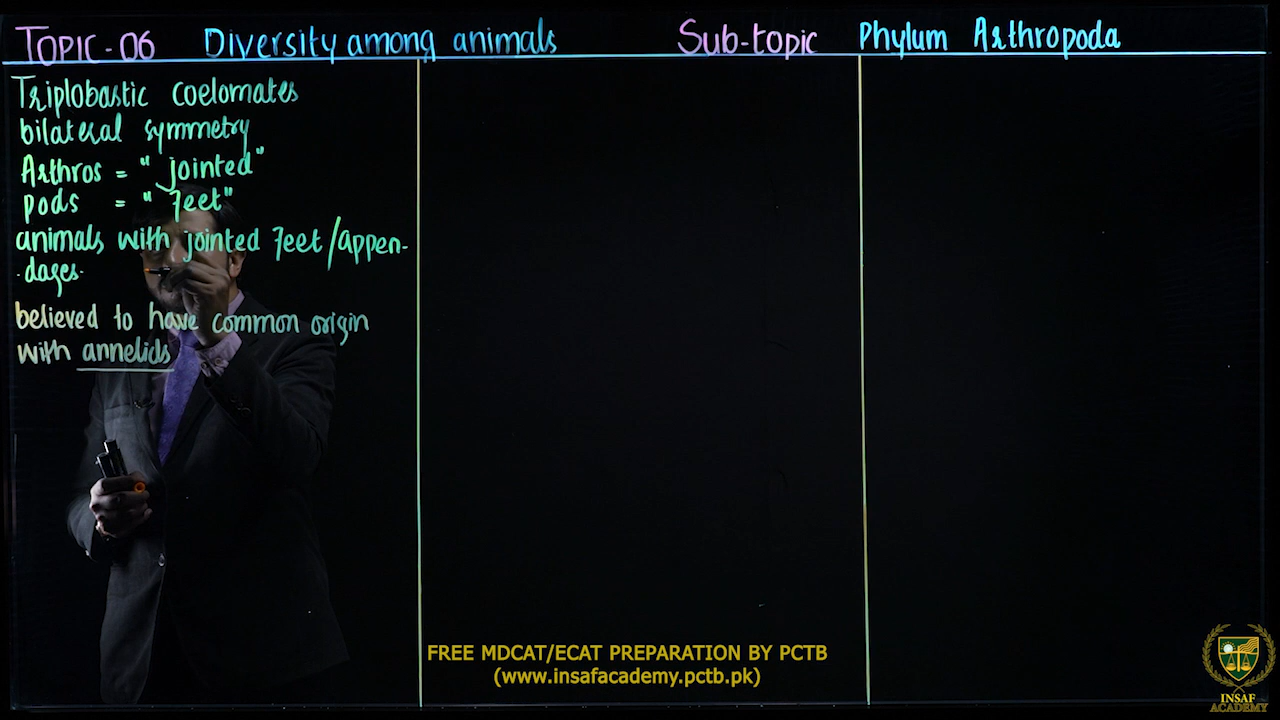 TOPIC-06 Diversity among animals Sub-topic Phylum Arthropoda
Triplobastic coelomates
bilateral symmetry
Arthros = "jointed"
pods = "Feet"
animals with jointed Feet/appen-
-dages-
believed to have common origin
with annelids
FREE MDCAT/ECAT PREPARATION BY PCTB
(www.insafacademy.pctb.pk)
INSAF
ACADEMY